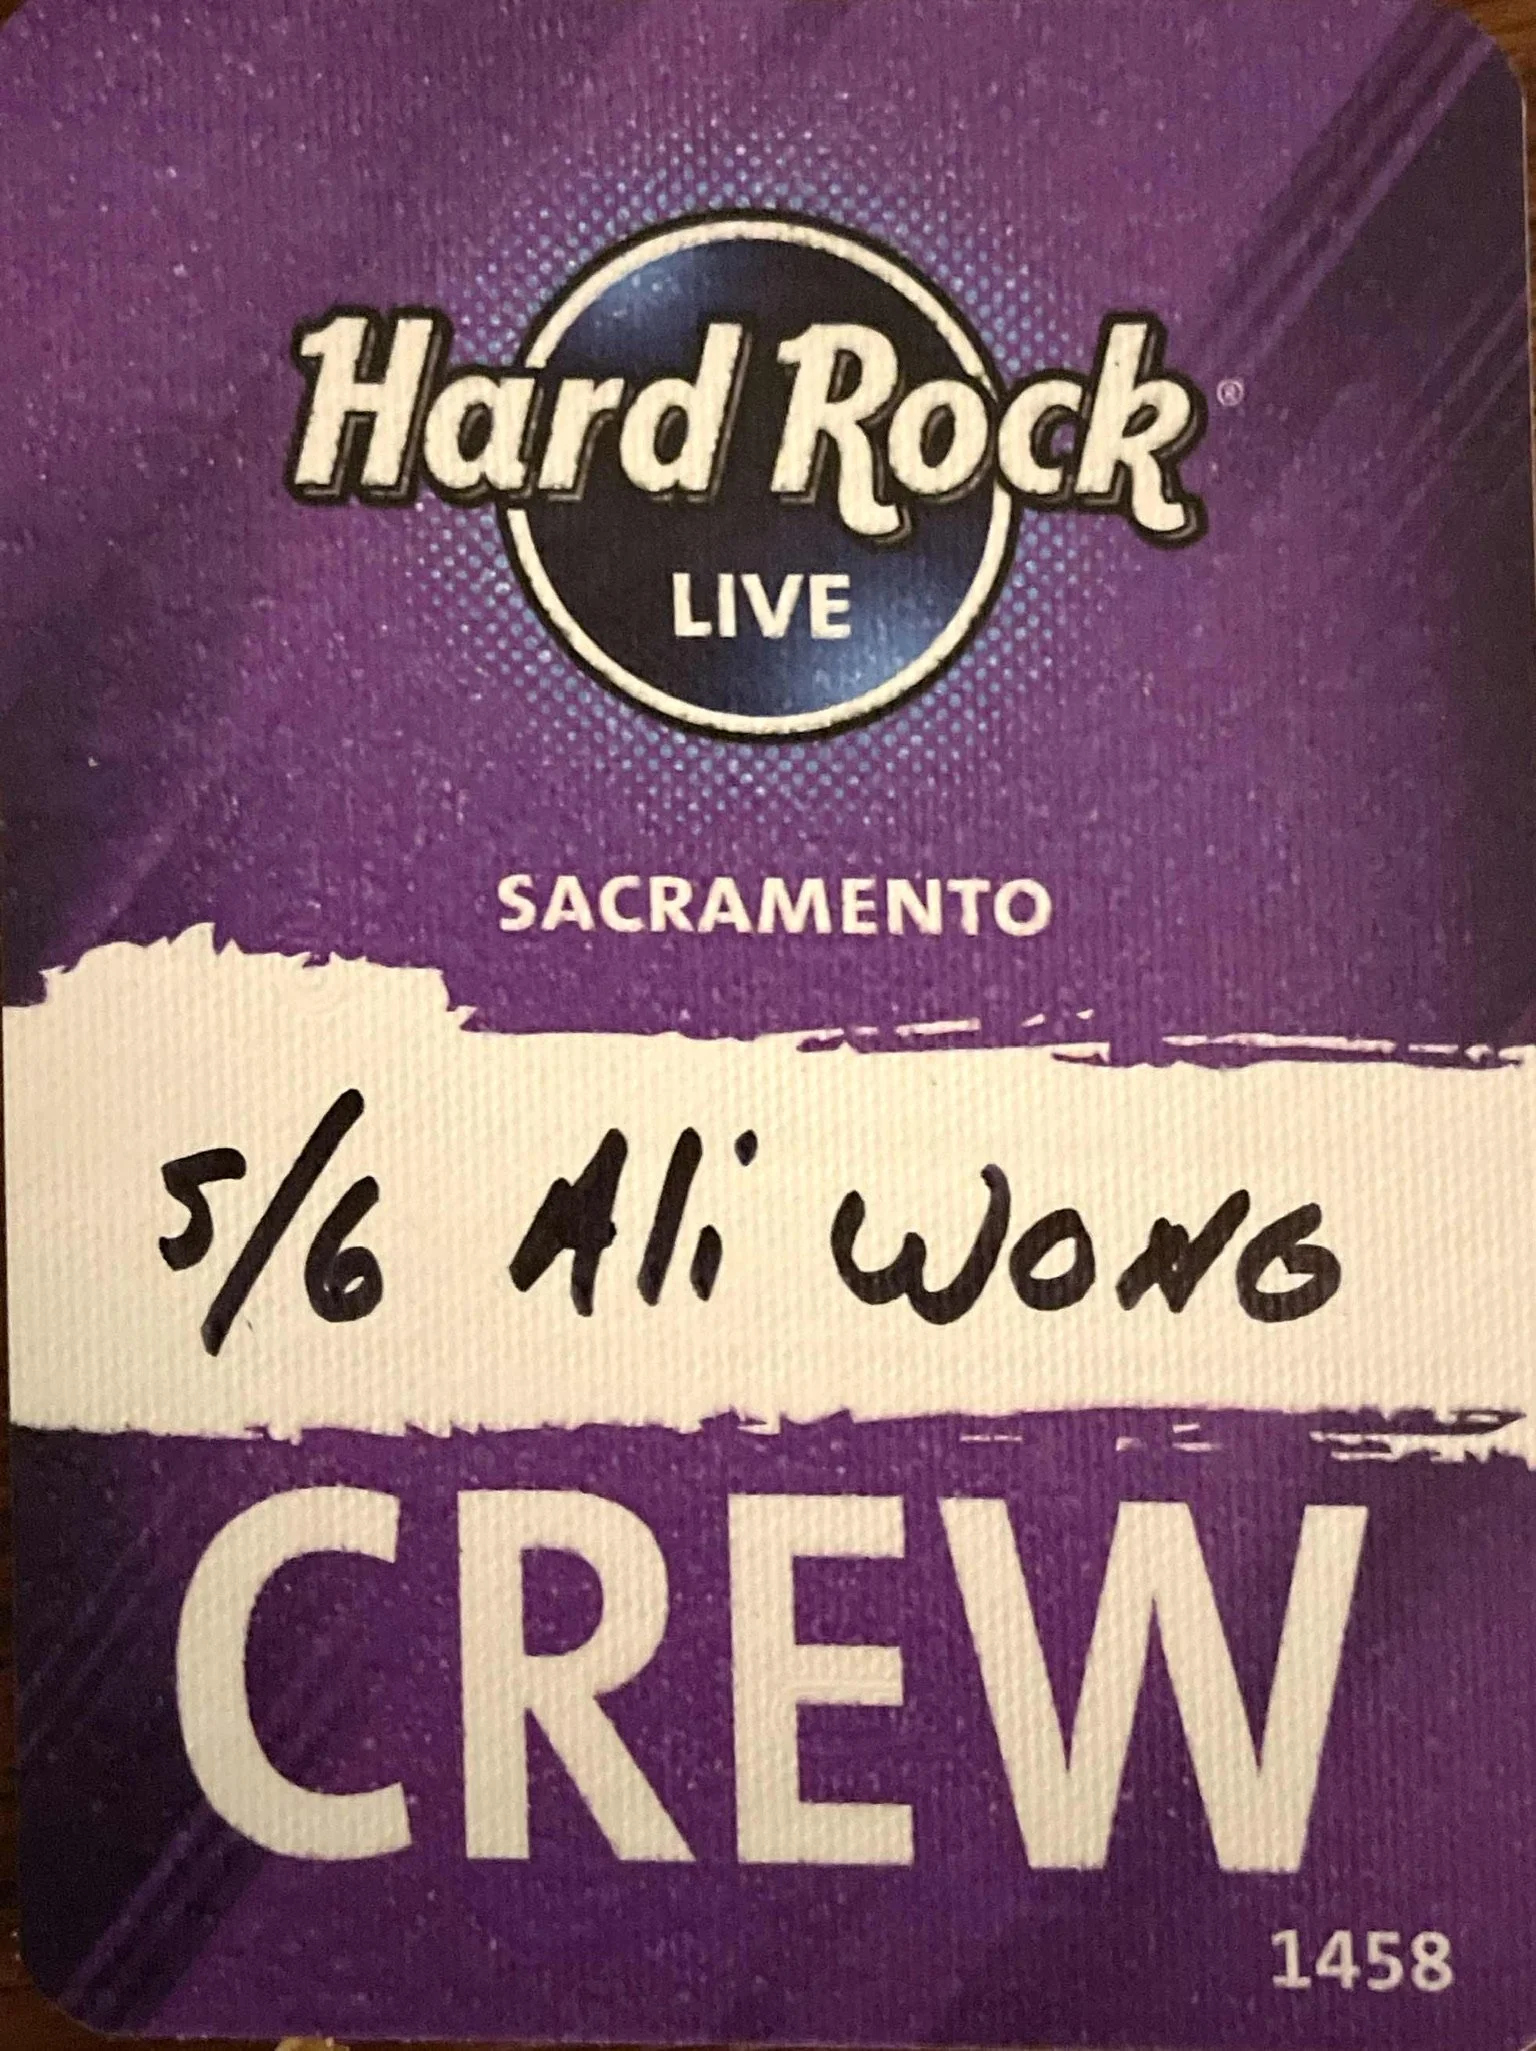 Hard Rock®
LIVE
SACRAMENTO
5/6 Ali WONG
CREW
1458